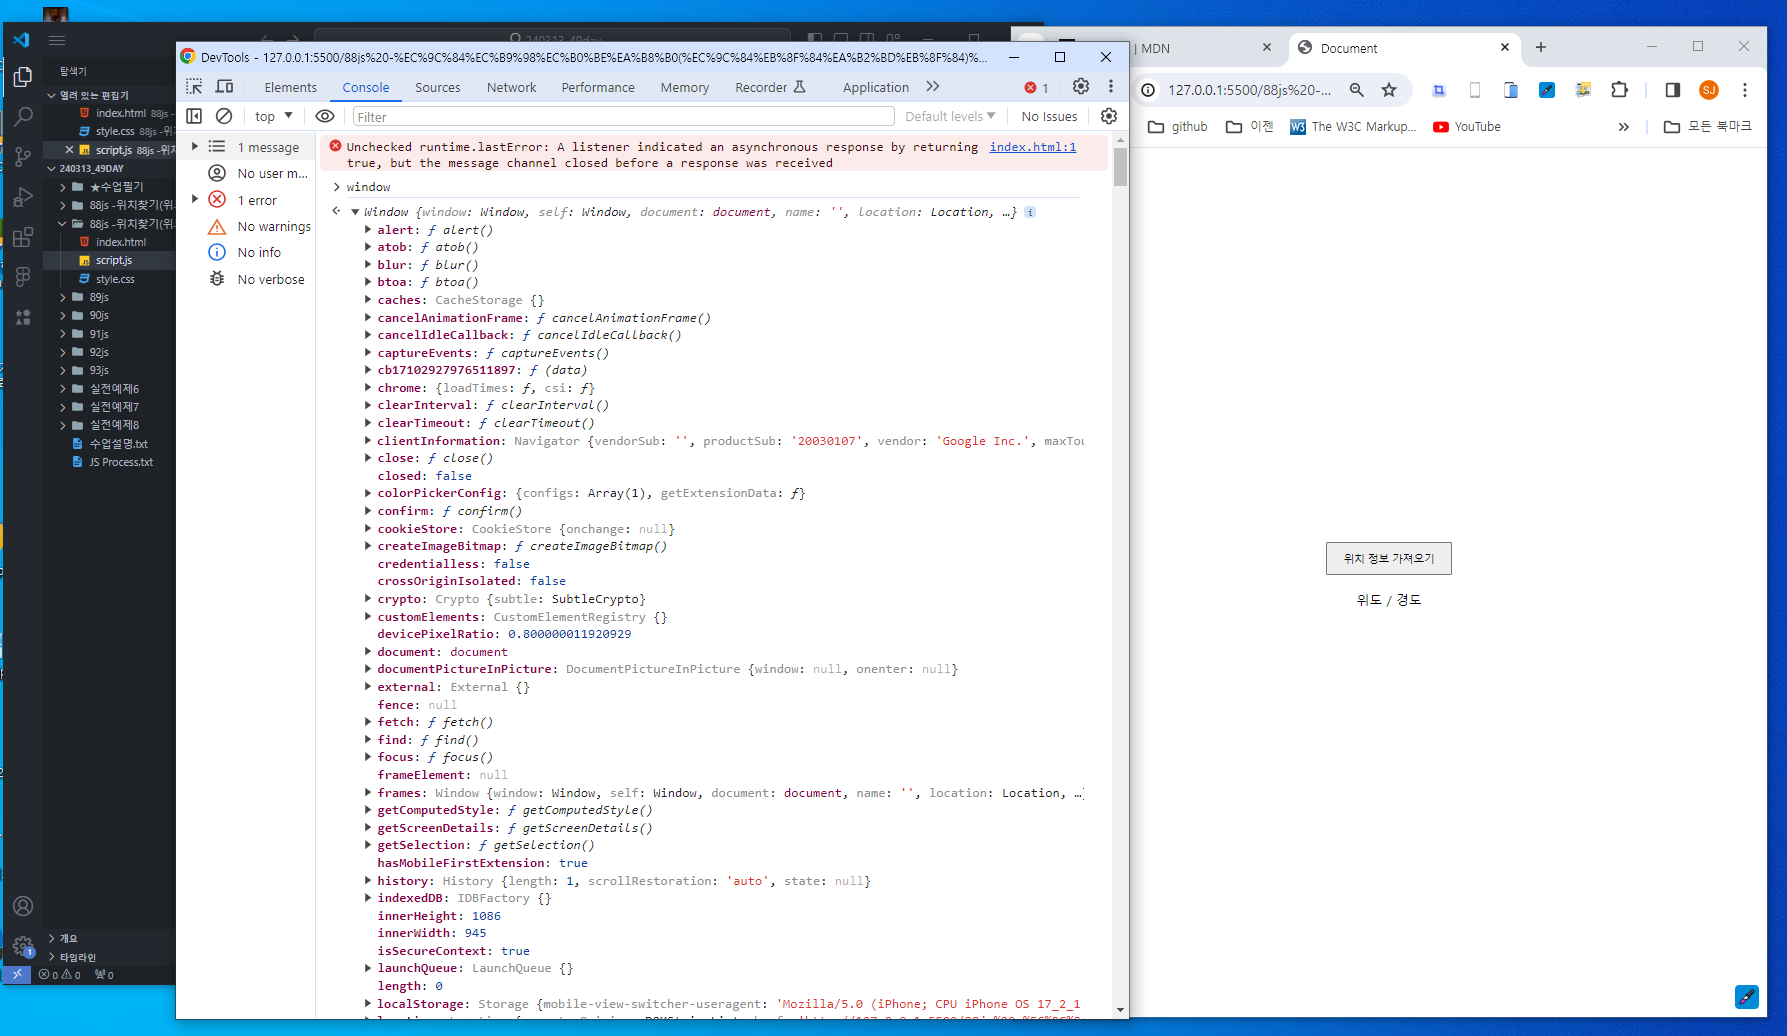 탐색기
열려 있는 편집기
index.html 88js -
style.css 88js -위
script.js 88js -위치
240313_49DAY
★수업필기
88js -위치찾기(위.
88js -위치찾기(위.
index.html
script.js
style.css
89js
90js
91js
92js
93js
실전예제6
실전예제7
실전예제8
수업설명.txt
JS Process.txt
개요
타임라인
1
0 0 0
240313_49day
DevTools - 127.0.0.1:5500/88js%20-%EC%9C%84%EC%B9%98%EC%B0%BE%EA%B8%B0(%EC%9C%84%EB%8F%84%EA%B2%BD%EB%8F%84)%...
Elements Console Sources Network Performance Memory Recorder Application 1
top Filter Default levels No Issues
1 message
No user m...
1 error
No warnings
No info
No verbose
Unchecked runtime.lastError: A listener indicated an asynchronous response by returning index.html:1
true, but the message channel closed before a response was received
window
Window {window: Window, self: Window, document: document, name: '', location: Location, …} i
alert: ƒ alert()
atob: ƒ atob()
blur: ƒ blur()
btoa: ƒ btoa()
caches: CacheStorage {}
cancelAnimationFrame: ƒ cancelAnimationFrame()
cancelIdleCallback: ƒ cancelIdleCallback()
captureEvents: ƒ captureEvents()
cb17102927976511897: ƒ (data)
chrome: {loadTimes: ƒ, csi: ƒ}
clearInterval: ƒ clearInterval()
clearTimeout: ƒ clearTimeout()
clientInformation: Navigator {vendorSub: '', productSub: '20030107', vendor: 'Google Inc.', maxTou
close: ƒ close()
closed: false
colorPickerConfig: {configs: Array(1), getExtensionData: ƒ}
confirm: ƒ confirm()
cookieStore: CookieStore {onchange: null}
createImageBitmap: ƒ createImageBitmap()
credentialless: false
crossOriginIsolated: false
crypto: Crypto {subtle: SubtleCrypto}
customElements: CustomElementRegistry {}
devicePixelRatio: 0.800000011920929
document: document
documentPictureInPicture: DocumentPictureInPicture {window: null, onenter: null}
external: External {}
fence: null
fetch: ƒ fetch()
find: ƒ find()
focus: ƒ focus()
frameElement: null
frames: Window {window: Window, self: Window, document: document, name: '', location: Location, …}
getComputedStyle: ƒ getComputedStyle()
getScreenDetails: ƒ getScreenDetails()
getSelection: ƒ getSelection()
hasMobileFirstExtension: true
history: History {length: 1, scrollRestoration: 'auto', state: null}
indexedDB: IDBFactory {}
innerHeight: 1086
innerWidth: 945
isSecureContext: true
launchQueue: LaunchQueue {}
length: 0
localStorage: Storage {mobile-view-switcher-useragent: 'Mozilla/5.0 (iPhone; CPU iPhone OS 17_2_1
| MDN
Document
127.0.0.1:5500/88js%20-...
SJ
github 이젠 W3 The W3C Markup... YouTube 모든 북마크
위치 정보 가져오기
위도 / 경도